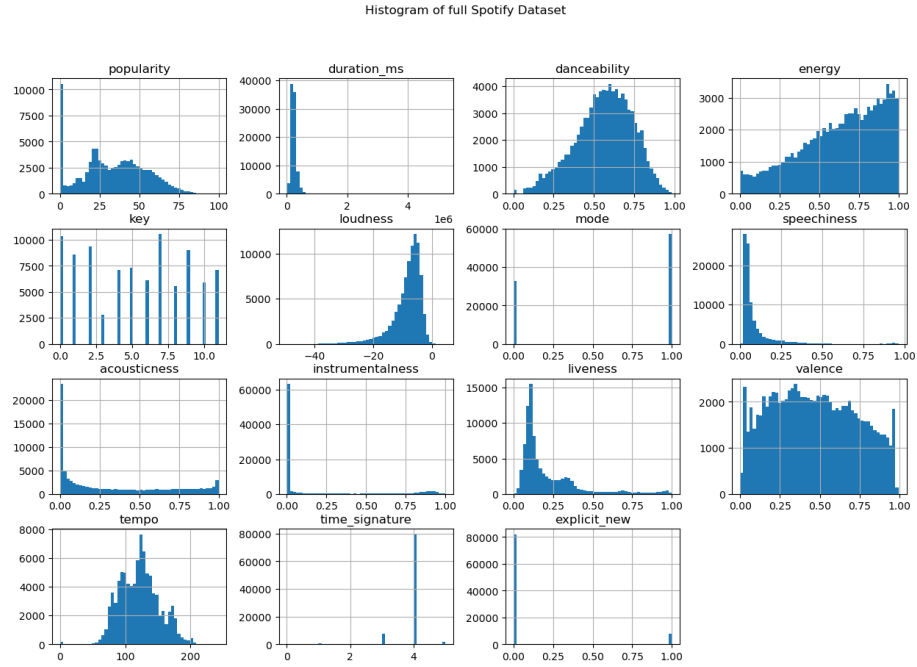 Histogram of full Spotify Dataset
popularity
10000
7500
5000
2500
0
0 25 50 75 100
duration_ms
40000
30000
20000
10000
0
0 2 4
1e6
danceability
4000
3000
2000
1000
0
0.00 0.25 0.50 0.75 1.00
energy
3000
2000
1000
0
0.00 0.25 0.50 0.75 1.00
key
10000
7500
5000
2500
0
0.0 2.5 5.0 7.5 10.0
loudness
10000
5000
0
−40 −20 0
mode
60000
40000
20000
0
0.00 0.25 0.50 0.75 1.00
speechiness
20000
10000
0
0.00 0.25 0.50 0.75 1.00
acousticness
20000
15000
10000
5000
0
0.00 0.25 0.50 0.75 1.00
instrumentalness
60000
40000
20000
0
0.00 0.25 0.50 0.75 1.00
liveness
15000
10000
5000
0
0.00 0.25 0.50 0.75 1.00
valence
2000
1000
0
0.00 0.25 0.50 0.75 1.00
tempo
8000
6000
4000
2000
0
0 100 200
time_signature
80000
60000
40000
20000
0
0 2 4
explicit_new
80000
60000
40000
20000
0
0.00 0.25 0.50 0.75 1.00